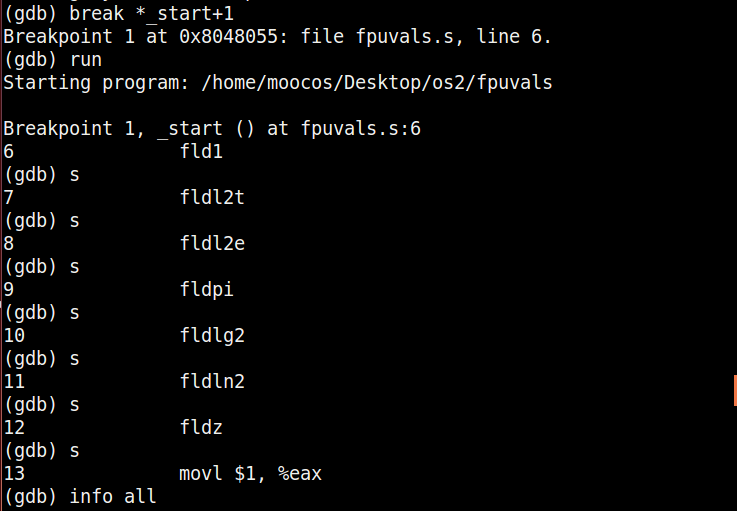 (gdb) break *_start+1
Breakpoint 1 at 0x8048055: file fpuvals.s, line 6.
(gdb) run
Starting program: /home/moocos/Desktop/os2/fpuvals
Breakpoint 1, _start () at fpuvals.s:6
6 fld1
(gdb) s
7 fldl2t
(gdb) s
8 fldl2e
(gdb) s
9 fldpi
(gdb) s
10 fldlg2
(gdb) s
11 fldln2
(gdb) s
12 fldz
(gdb) s
13 movl $1, %eax
(gdb) info all